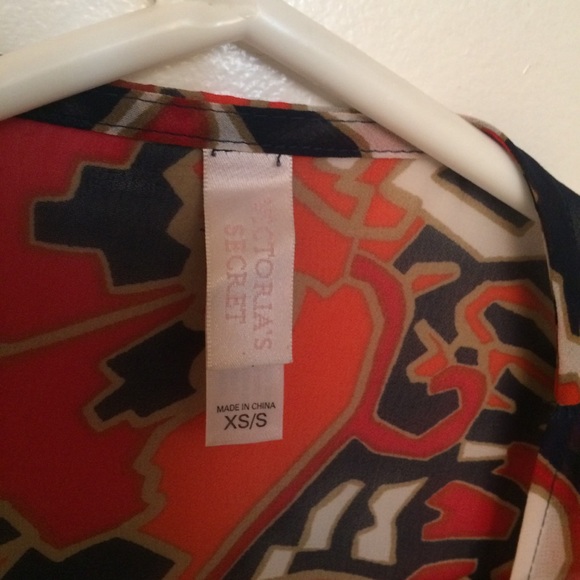 VICTORIA'S
SECRET
MADE IN CHINA
XS/S